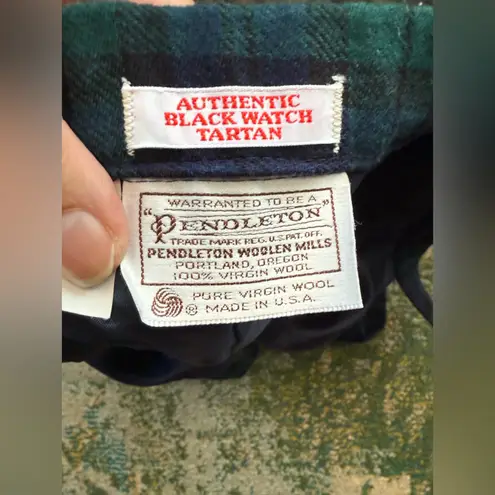 AUTHENTIC
BLACK WATCH
TARTAN
WARRANTED TO BE A
"PENDLETON"
TRADE MARK REG. U.S. PAT. OFF.
PENDLETON WOOLEN MILLS
PORTLAND, OREGON
100% VIRGIN WOOL
PURE VIRGIN WOOL
® MADE IN U.S.A.